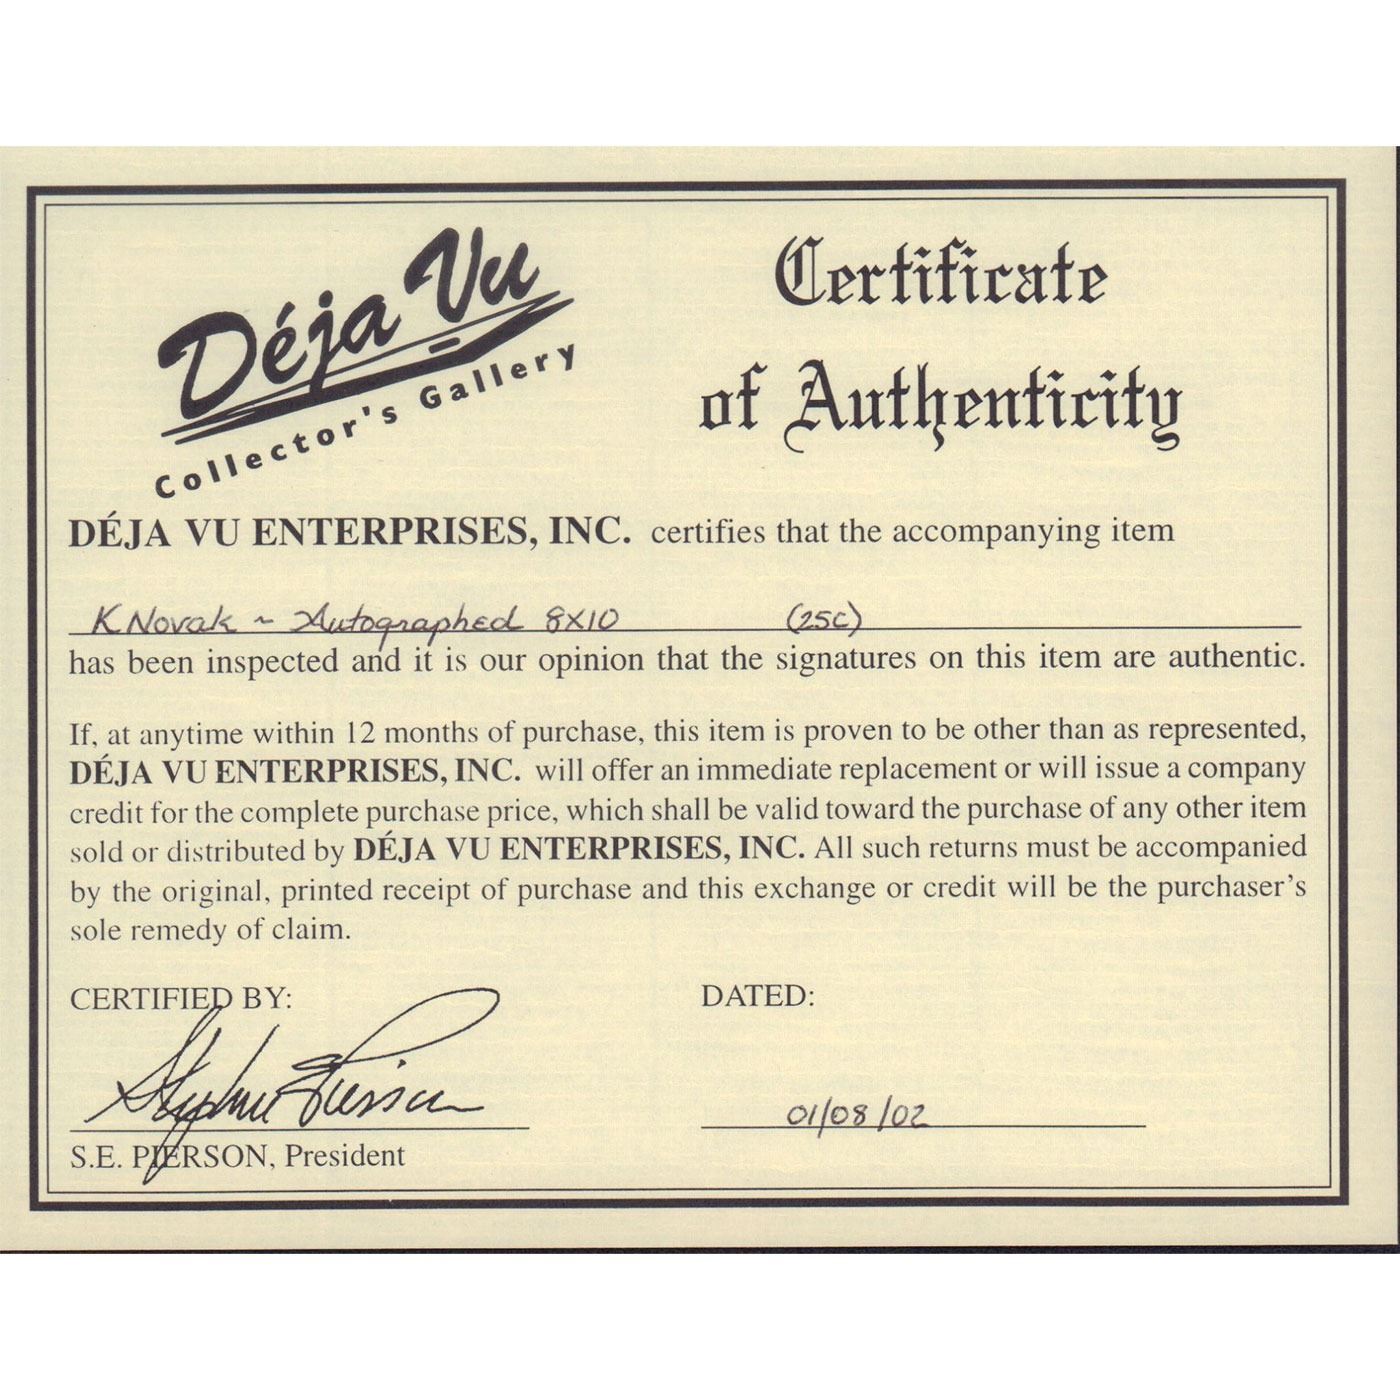 Déja Vu
Collector's Gallery
Certificate
of Authenticity
DÉJA VU ENTERPRISES, INC. certifies that the accompanying item
K Novak ~ Autographed 8x10 (25C)
has been inspected and it is our opinion that the signatures on this item are authentic.
If, at anytime within 12 months of purchase, this item is proven to be other than as represented,
DÉJA VU ENTERPRISES, INC. will offer an immediate replacement or will issue a company
credit for the complete purchase price, which shall be valid toward the purchase of any other item
sold or distributed by DÉJA VU ENTERPRISES, INC. All such returns must be accompanied
by the original, printed receipt of purchase and this exchange or credit will be the purchaser's
sole remedy of claim.
CERTIFIED BY:
DATED:
Pierson
01/08/02
S.E. PIERSON, President